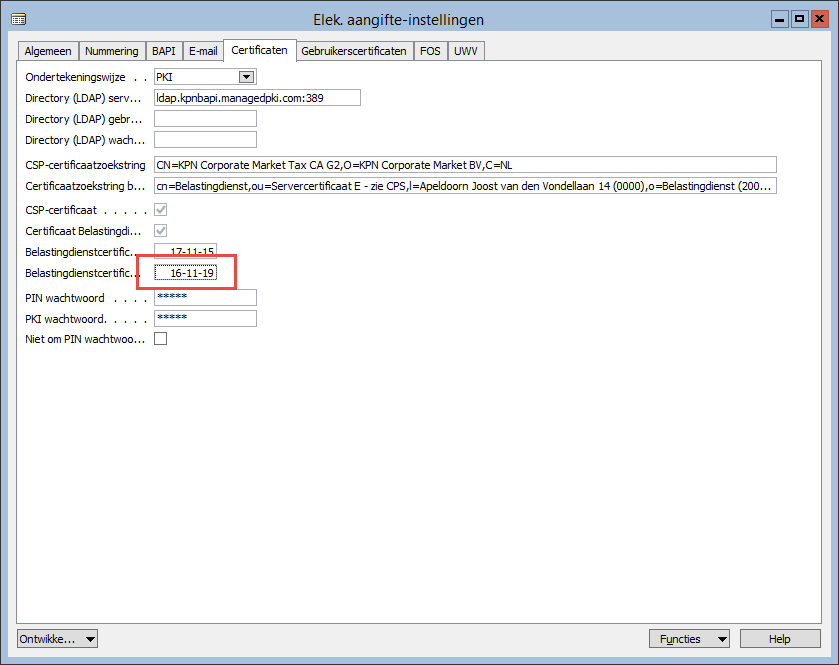 Elek. aangifte-instellingen
Algemeen Nummering BAPI E-mail Certificaten Gebruikerscertificaten FOS UWV
Ondertekeningswijze . . PKI
Directory (LDAP) serv... ldap.kpnbapi.managedpki.com:389
Directory (LDAP) gebr...
Directory (LDAP) wach...
CSP-certificaatzoekstring CN=KPN Corporate Market Tax CA G2,O=KPN Corporate Market BV,C=NL
Certificaatzoekstring b... cn=Belastingdienst,ou=Servercertificaat E - zie CPS,l=Apeldoorn Joost van den Vondellaan 14 (0000),o=Belastingdienst (200...
CSP-certificaat . . . . .
Certificaat Belastingdi...
Belastingdienstcertific... 17-11-15
Belastingdienstcertific... 16-11-19
PIN wachtwoord . . . . *****
PKI wachtwoord. . . . . *****
Niet om PIN wachtwoo...
Ontwikke... Functies Help